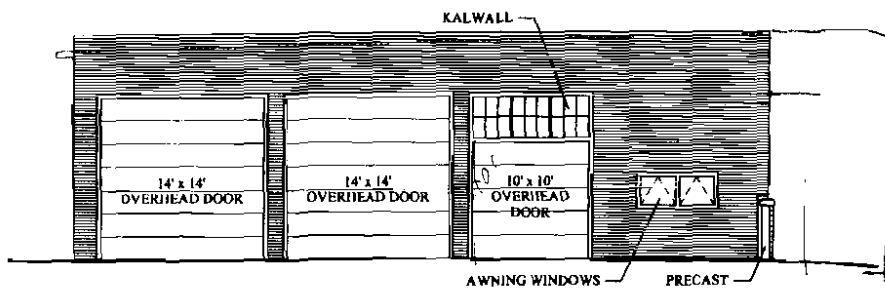 KALWALL
14' x 14'
OVERHEAD DOOR
14' x 14'
OVERHEAD DOOR
10' x 10'
OVERHEAD
DOOR
AWNING WINDOWS
PRECAST